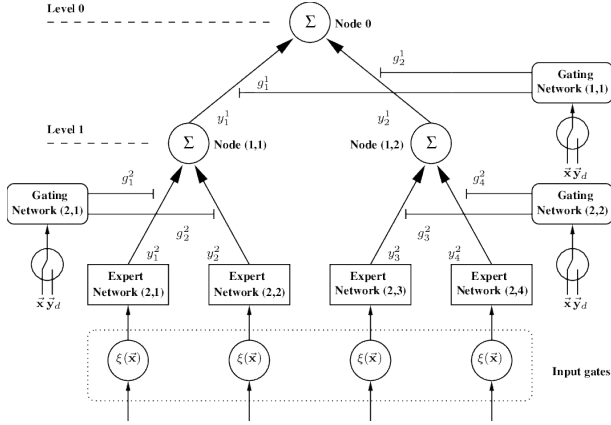 Level 0
Σ
Node 0
g₂¹
g₁¹
Gating
Network (1,1)
y₁¹
y₂¹
Level 1
Σ
Node (1,1)
Node (1,2)
Σ
x⃗ y⃗_d
Gating
Network (2,1)
g₁²
g₂²
g₄²
g₃²
Gating
Network (2,2)
y₁²
y₂²
y₃²
y₄²
x⃗ y⃗_d
x⃗ y⃗_d
Expert
Network (2,1)
Expert
Network (2,2)
Expert
Network (2,3)
Expert
Network (2,4)
ξ(x⃗)
ξ(x⃗)
ξ(x⃗)
ξ(x⃗)
Input gates